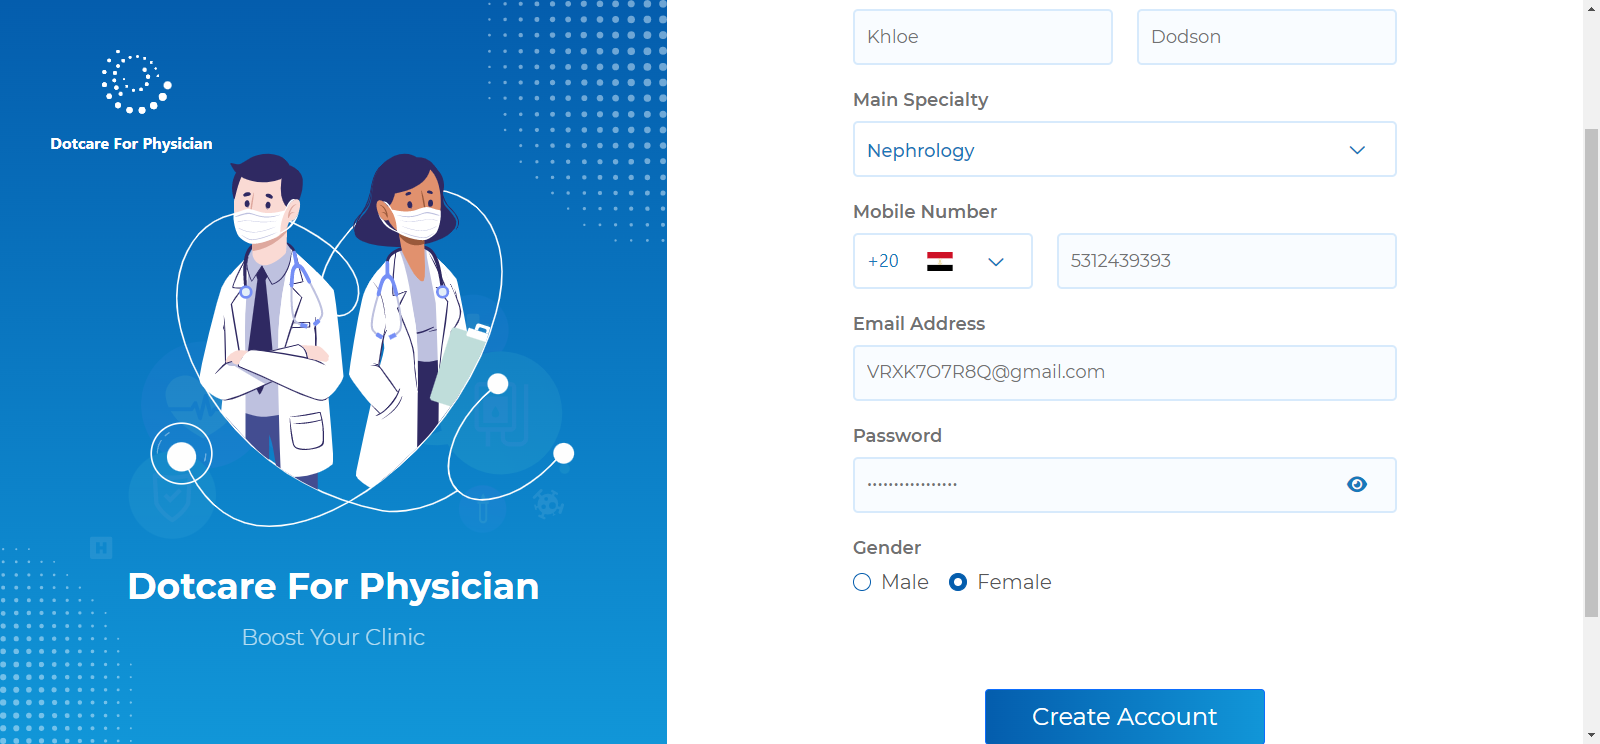 Dotcare For Physician
Dotcare For Physician
Boost Your Clinic
Khloe
Dodson
Main Specialty
Nephrology
Mobile Number
+20
5312439393
Email Address
VRXK7O7R8Q@gmail.com
Password
•••••••••••••••••
Gender
Male
Female
Create Account